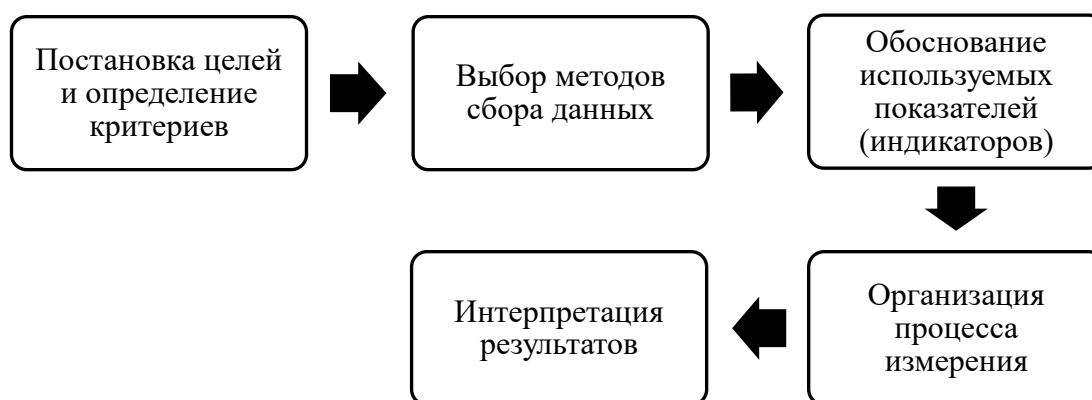 Постановка целей
и определение
критериев
Выбор методов
сбора данных
Обоснование
используемых
показателей
(индикаторов)
Организация
процесса
измерения
Интерпретация
результатов